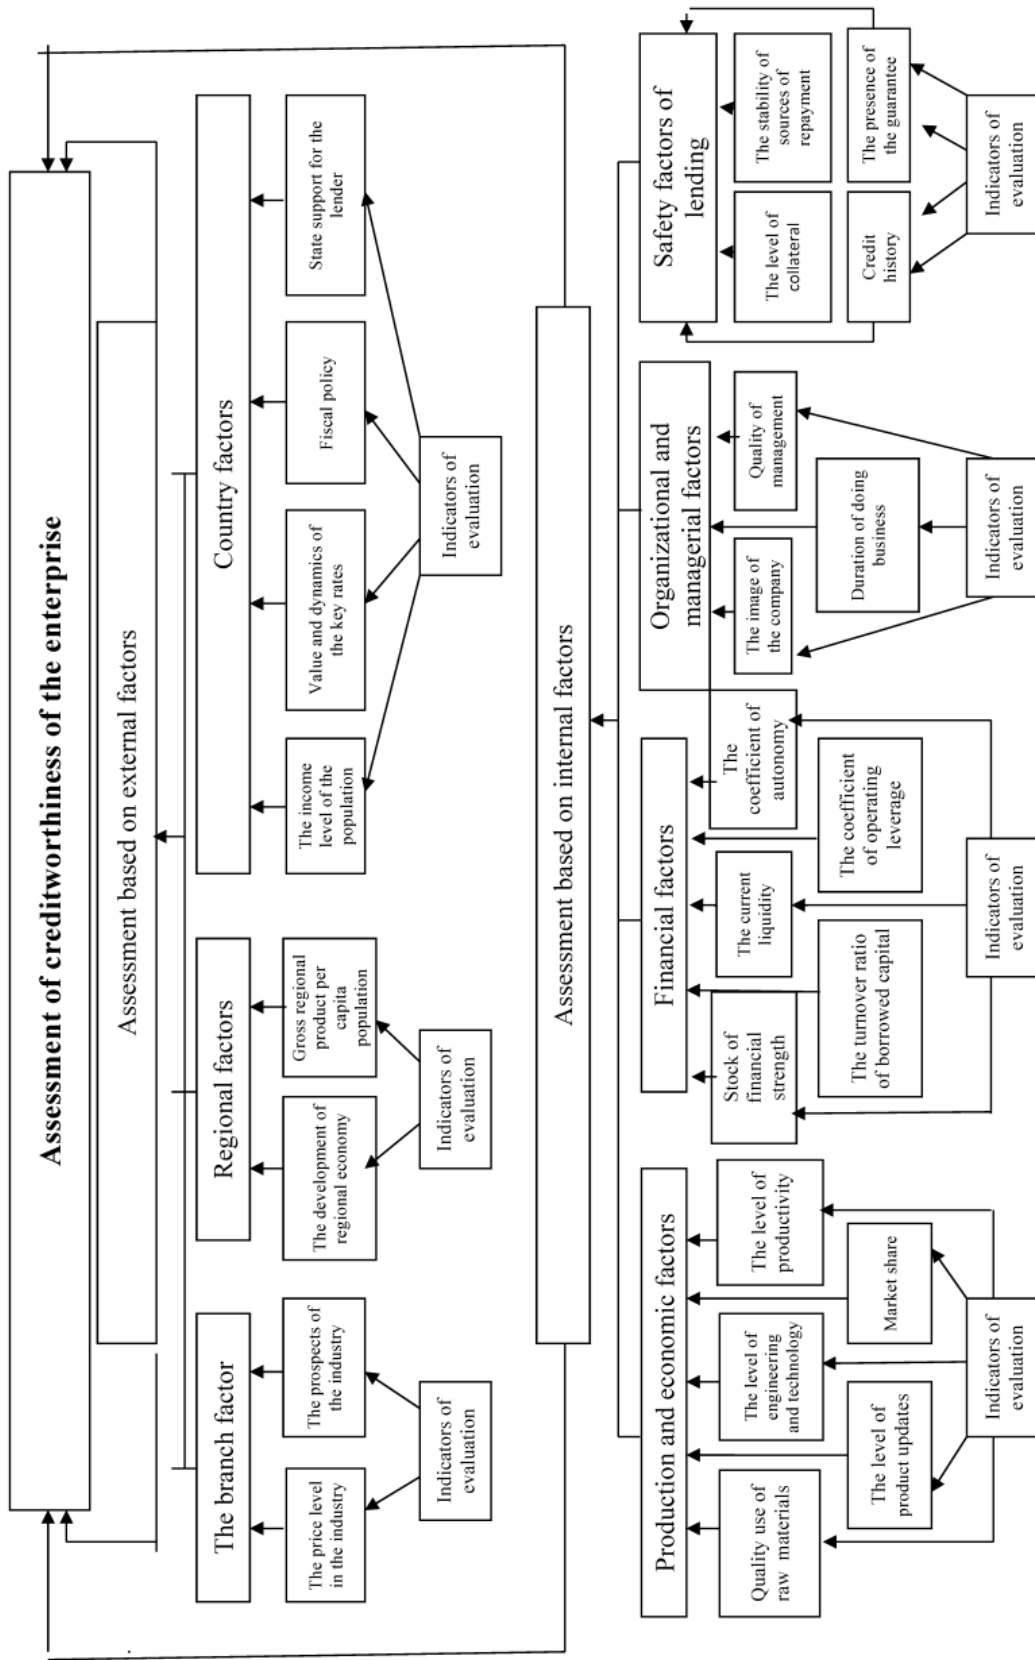 Assessment of creditworthiness of the enterprise
Assessment based on external factors
The branch factor
Regional factors
Country factors
The price level
in the industry
The prospects of
the industry
The development of
regional economy
Gross regional
product per
capita
population
The income
level of the
population
Value and dynamics of
the key rates
Fiscal policy
State support for the
lender
Indicators of
evaluation
Indicators of
evaluation
Indicators of
evaluation
Assessment based on internal factors
Production and economic factors
Financial factors
Organizational and
managerial factors
Safety factors of
lending
Quality use of
raw materials
The level of
engineering
and technology
The level of
productivity
The level of
product updates
Market share
Stock of
financial
strength
The current
liquidity
The
coefficient of
autonomy
The turnover ratio
of borrowed capital
The coefficient
of operating
leverage
The image of
the company
Quality of
management
Duration of doing
business
The level of
collateral
The stability of
sources of
repayment
Credit
history
The presence of
the guarantee
Indicators of
evaluation
Indicators of
evaluation
Indicators of
evaluation
Indicators of
evaluation